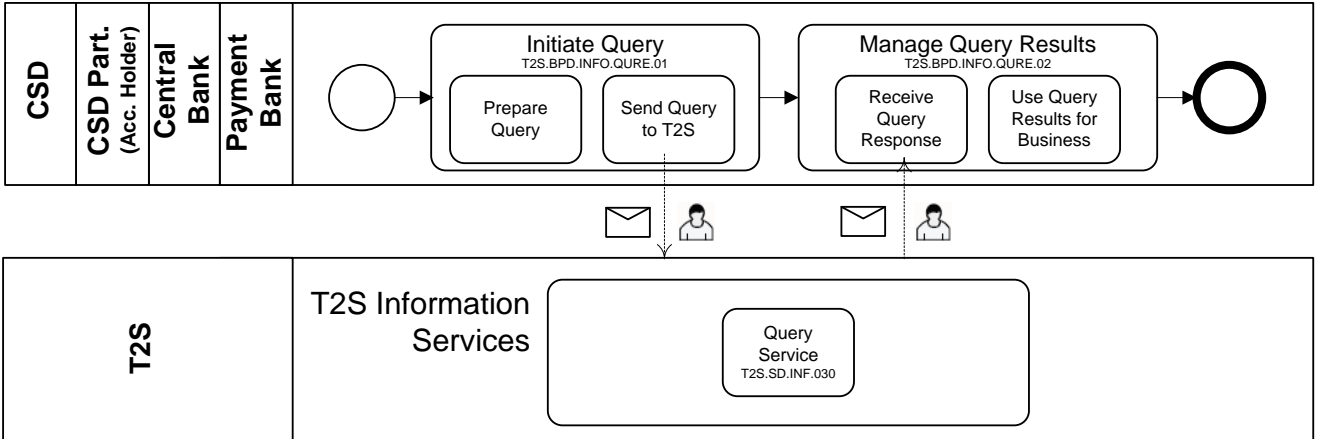 CSD
CSD Part.
(Acc. Holder)
Central
Bank
Payment
Bank
Initiate Query
T2S.BPD.INFO.QURE.01
Prepare
Query
Send Query
to T2S
Manage Query Results
T2S.BPD.INFO.QURE.02
Receive
Query
Response
Use Query
Results for
Business
T2S
T2S Information
Services
Query
Service
T2S.SD.INF.030